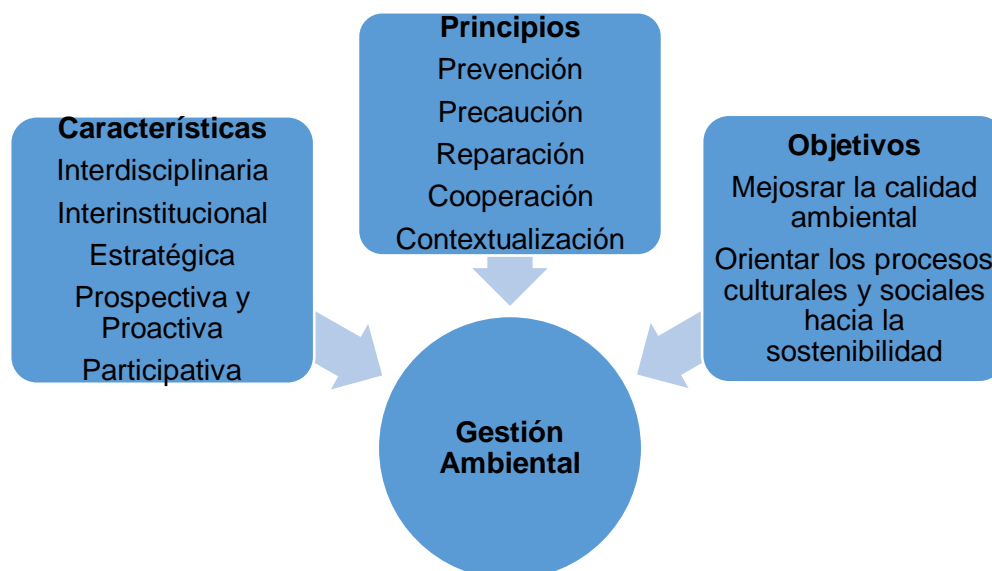 Características
Interdisciplinaria
Interinstitucional
Estratégica
Prospectiva y
Proactiva
Participativa
Principios
Prevención
Precaución
Reparación
Cooperación
Contextualización
Objetivos
Mejosrar la calidad
ambiental
Orientar los procesos
culturales y sociales
hacia la
sostenibilidad
Gestión
Ambiental